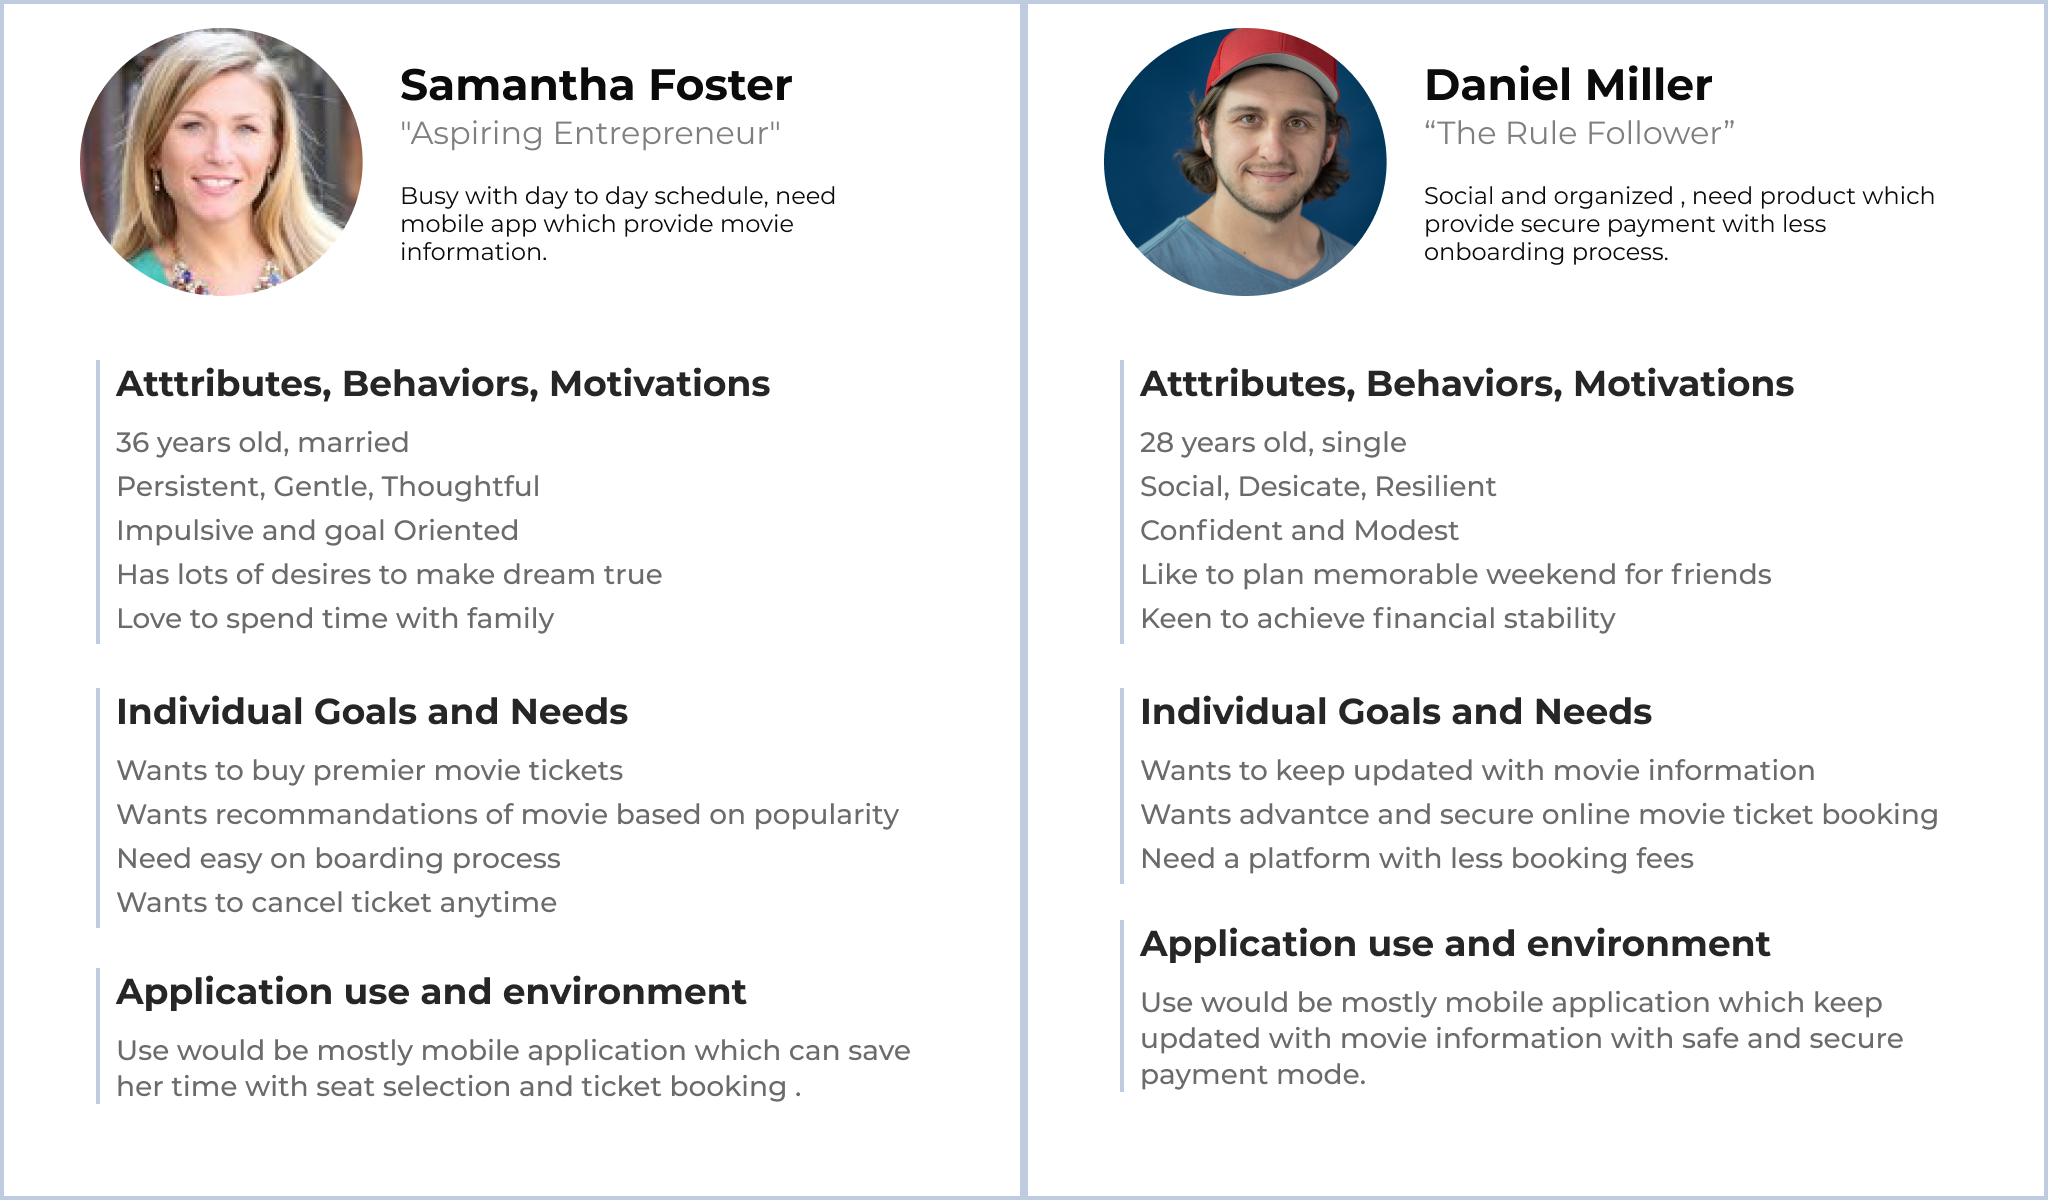 Samantha Foster
"Aspiring Entrepreneur"
Busy with day to day schedule, need
mobile app which provide movie
information.
Atttributes, Behaviors, Motivations
36 years old, married
Persistent, Gentle, Thoughtful
Impulsive and goal Oriented
Has lots of desires to make dream true
Love to spend time with family
Individual Goals and Needs
Wants to buy premier movie tickets
Wants recommandations of movie based on popularity
Need easy on boarding process
Wants to cancel ticket anytime
Application use and environment
Use would be mostly mobile application which can save
her time with seat selection and ticket booking .
Daniel Miller
“The Rule Follower”
Social and organized , need product which
provide secure payment with less
onboarding process.
Atttributes, Behaviors, Motivations
28 years old, single
Social, Desicate, Resilient
Confident and Modest
Like to plan memorable weekend for friends
Keen to achieve financial stability
Individual Goals and Needs
Wants to keep updated with movie information
Wants advantce and secure online movie ticket booking
Need a platform with less booking fees
Application use and environment
Use would be mostly mobile application which keep
updated with movie information with safe and secure
payment mode.